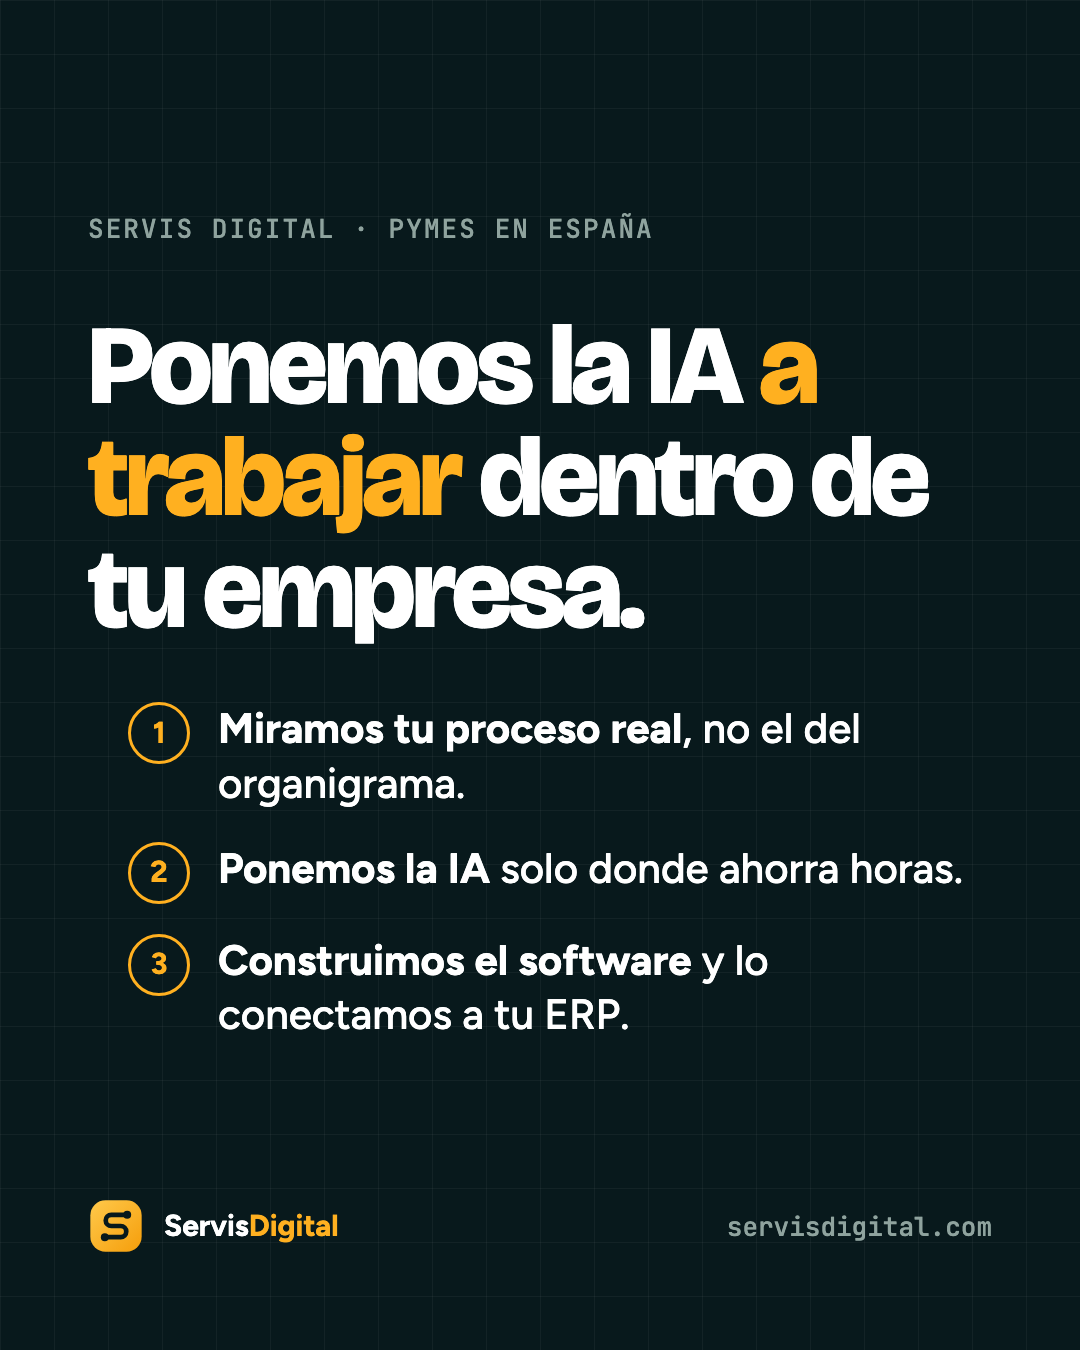 SERVIS DIGITAL · PYMES EN ESPAÑA
Ponemos la IA a
trabajar dentro de
tu empresa.
1 Miramos tu proceso real, no el del
organigrama.
2 Ponemos la IA solo donde ahorra horas.
3 Construimos el software y lo
conectamos a tu ERP.
S ServisDigital
servisdigital.com